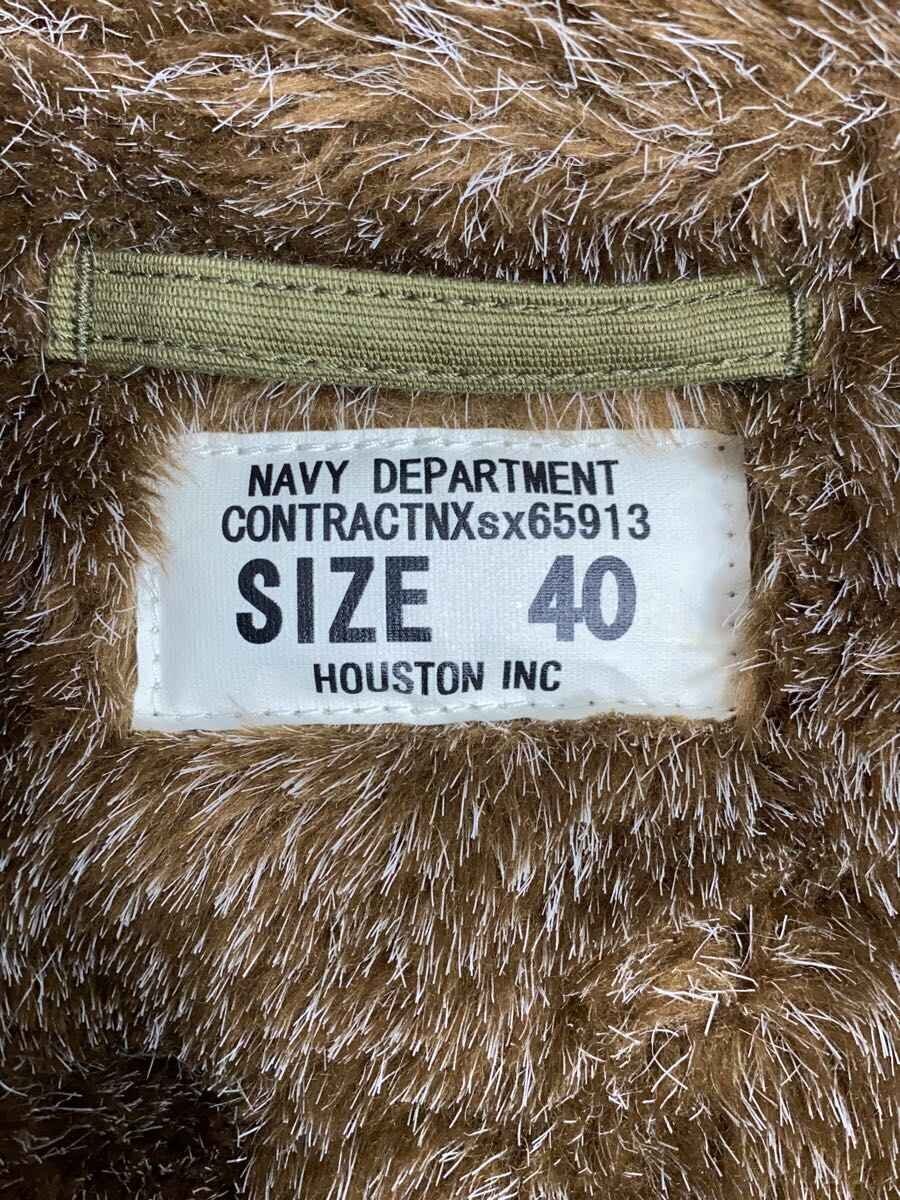 NAVY DEPARTMENT
CONTRACTNXsx65913
SIZE 40
HOUSTON INC